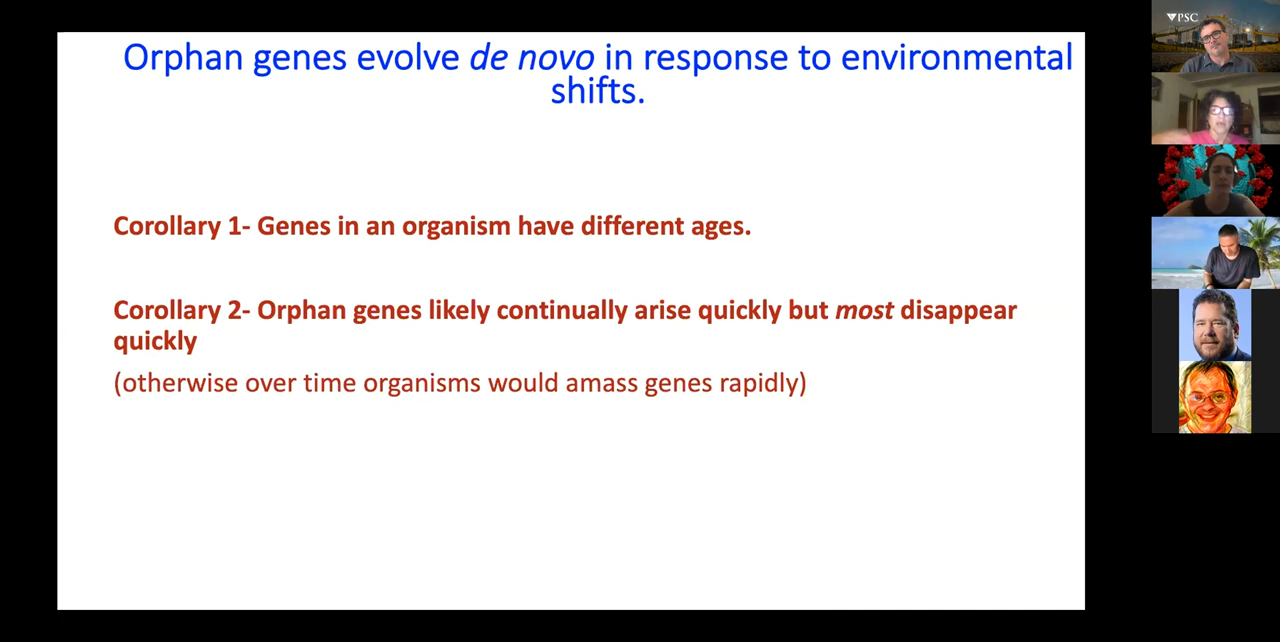 Orphan genes evolve de novo in response to environmental
shifts.
Corollary 1- Genes in an organism have different ages.
Corollary 2- Orphan genes likely continually arise quickly but most disappear
quickly
(otherwise over time organisms would amass genes rapidly)
PSC